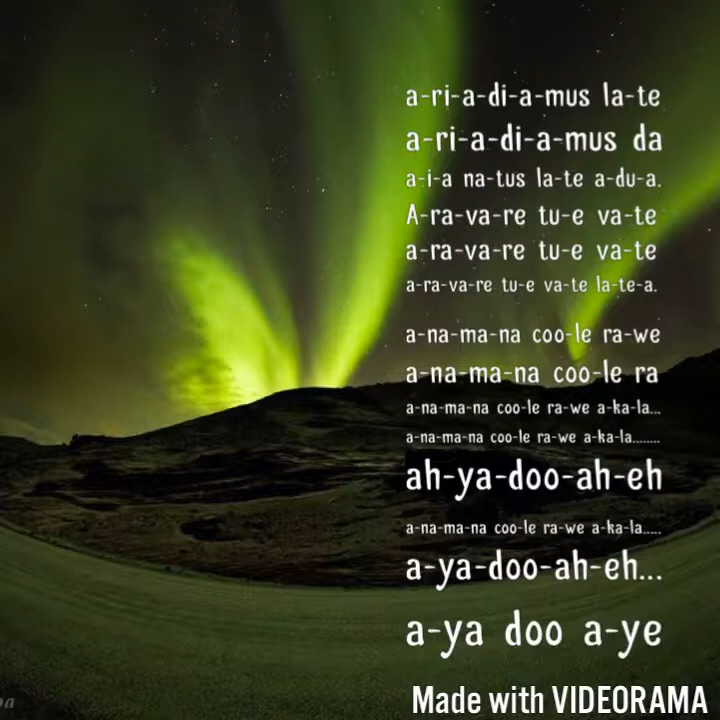 a-ri-a-di-a-mus la-te
a-ri-a-di-a-mus da
a-i-a na-tus la-te a-du-a.
A-ra-va-re tu-e va-te
a-ra-va-re tu-e va-te
a-ra-va-re tu-e va-te la-te-a.
a-na-ma-na coo-le ra-we
a-na-ma-na coo-le ra
a-na-ma-na coo-le ra-we a-ka-la...
a-na-ma-na coo-le ra-we a-ka-la........
ah-ya-doo-ah-eh
a-na-ma-na coo-le ra-we a-ka-la.....
a-ya-doo-ah-eh...
a-ya doo a-ye
Made with VIDEORAMA